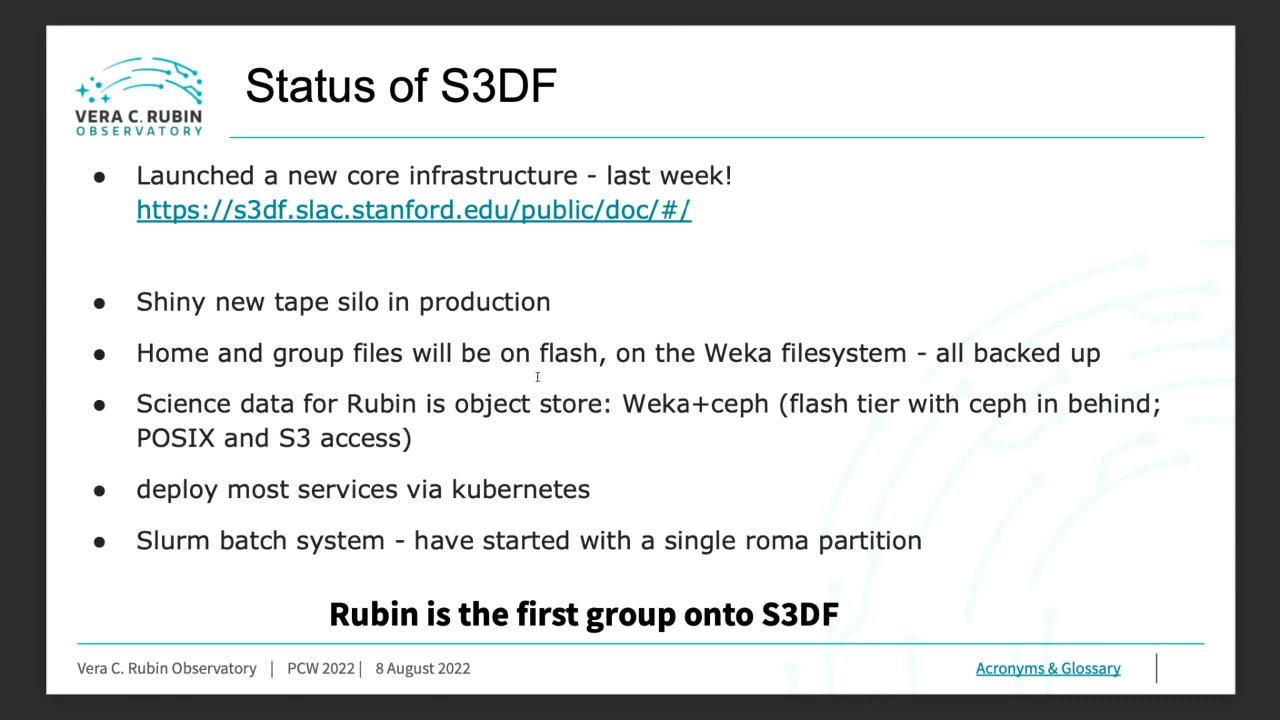 VERA C. RUBIN
OBSERVATORY
Status of S3DF
● Launched a new core infrastructure - last week!
https://s3df.slac.stanford.edu/public/doc/#/
● Shiny new tape silo in production
● Home and group files will be on flash, on the Weka filesystem - all backed up
● Science data for Rubin is object store: Weka+ceph (flash tier with ceph in behind;
POSIX and S3 access)
● deploy most services via kubernetes
● Slurm batch system - have started with a single roma partition
Rubin is the first group onto S3DF
Vera C. Rubin Observatory | PCW 2022 | 8 August 2022
Acronyms & Glossary